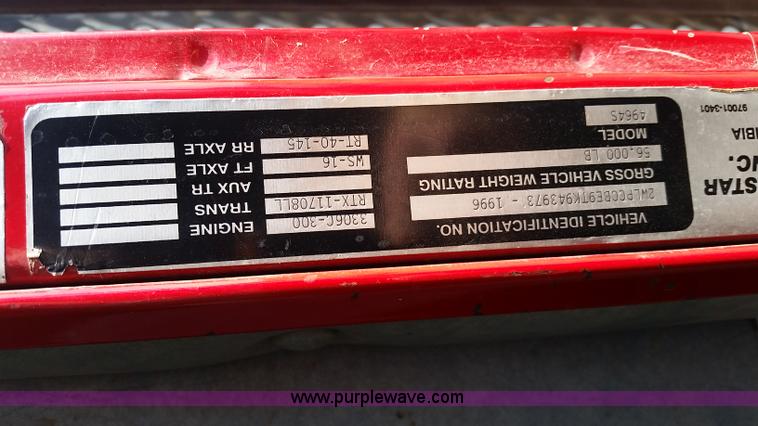 STAR
NC.
MBIA
97001-3401
VEHICLE IDENTIFICATION NO.
2WLPCCBE9TK943973 - 1996
GROSS VEHICLE WEIGHT RATING
56,000 LB
MODEL
4964S
ENGINE 3306C-300
TRANS RTX-11708LL
AUX TR
FT AXLE WS-16
RR AXLE RT-40-145
www.purplewave.com